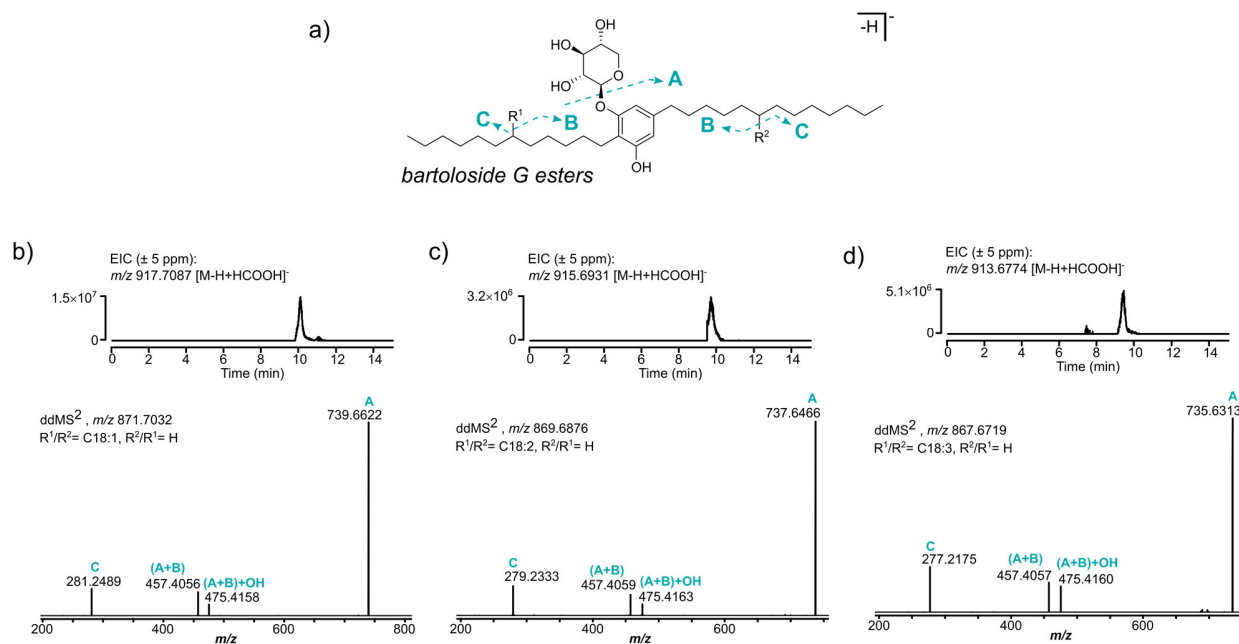 a)
-H
-
OH
HO
HO
O
O
A
R¹
C
B
B
C
R²
OH
bartoloside G esters
b)
EIC (± 5 ppm):
m/z 917.7087 [M-H+HCOOH]-
1.5×10⁷
0
0 2 4 6 8 10 12 14
Time (min)
ddMS² , m/z 871.7032
R¹/R²= C18:1, R²/R¹= H
A
739.6622
C
281.2489
(A+B)
457.4056
(A+B)+OH
475.4158
200 400 600 800
m/z
c)
EIC (± 5 ppm):
m/z 915.6931 [M-H+HCOOH]-
3.2×10⁶
0
0 2 4 6 8 10 12 14
Time (min)
ddMS² , m/z 869.6876
R¹/R²= C18:2, R²/R¹= H
A
737.6466
C
279.2333
(A+B)
457.4059
(A+B)+OH
475.4163
200 400 600
m/z
d)
EIC (± 5 ppm):
m/z 913.6774 [M-H+HCOOH]-
5.1×10⁶
0
0 2 4 6 8 10 12 14
Time (min)
ddMS² , m/z 867.6719
R¹/R²= C18:3, R²/R¹= H
A
735.6313
C
277.2175
(A+B)
457.4057
(A+B)+OH
475.4160
200 400 600
m/z